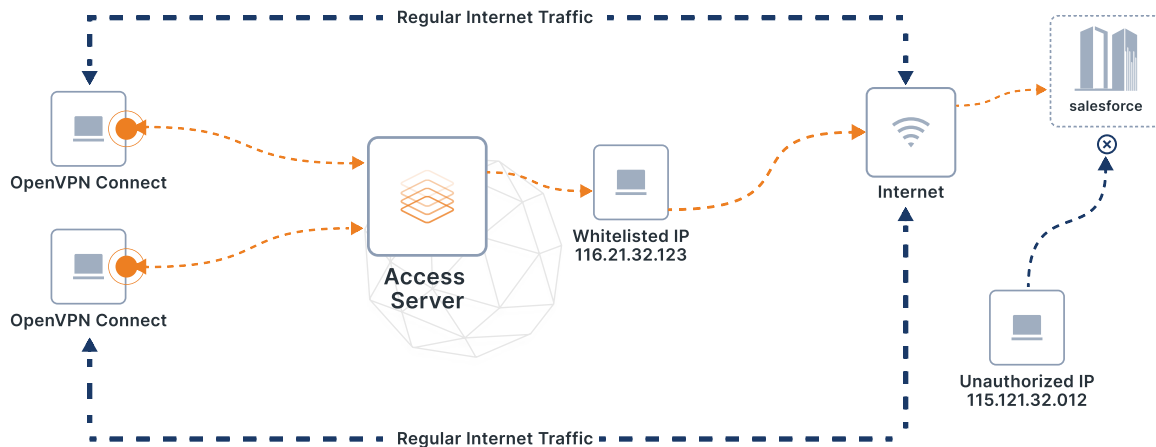 Regular Internet Traffic
salesforce
OpenVPN Connect
Internet
Whitelisted IP
116.21.32.123
Access
Server
OpenVPN Connect
Unauthorized IP
115.121.32.012
Regular Internet Traffic